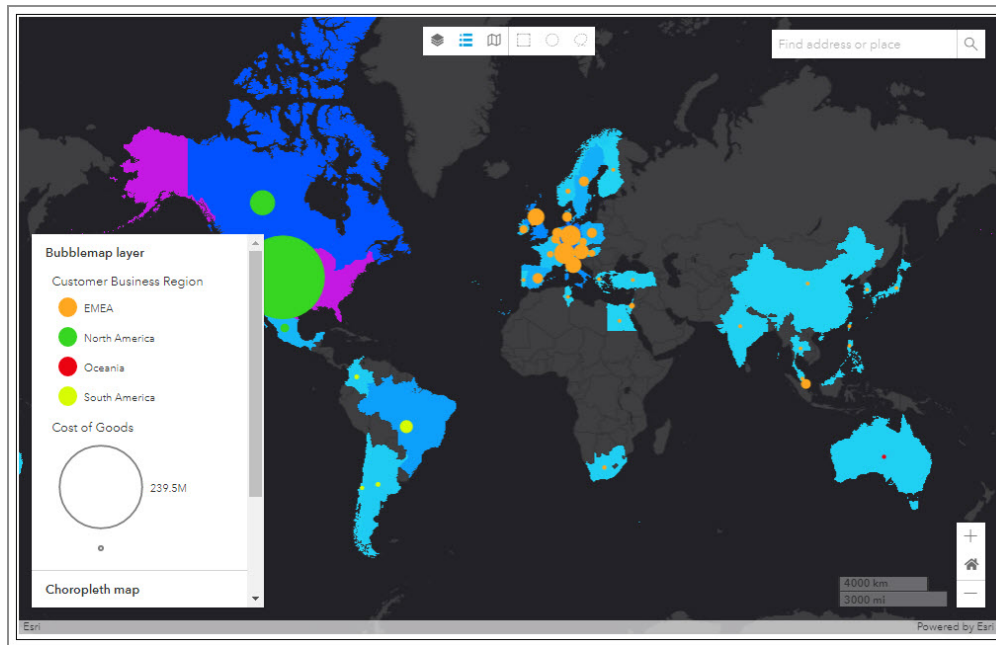 Find address or place
Bubblemap layer
Customer Business Region
EMEA
North America
Oceania
South America
Cost of Goods
239.5M
Choropleth map
4000 km
3000 mi
Esri
Powered by Esri